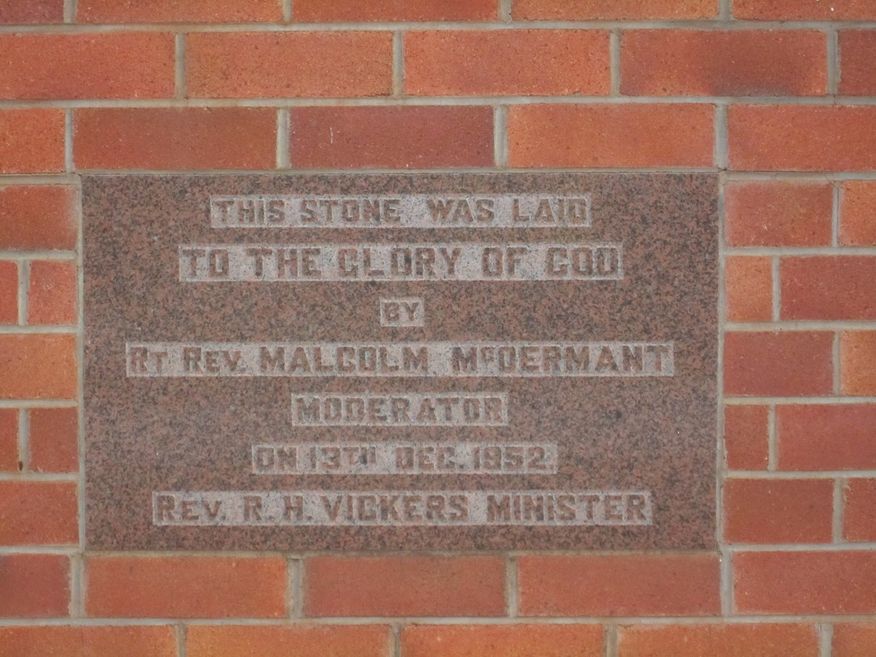 THIS STONE WAS LAID
TO THE GLORY OF GOD
BY
RT REV. MALCOLM McDERMANT
MODERATOR
ON 13TH DEC. 1952
REV. R. H. VICKERS MINISTER